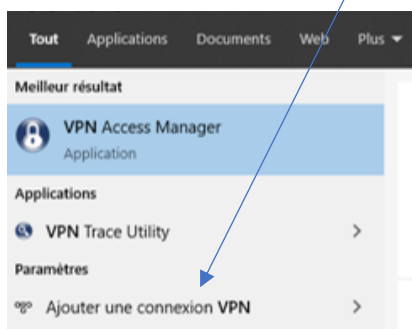 Tout Applications Documents Web Plus
Meilleur résultat
VPN Access Manager
Application
Applications
VPN Trace Utility
Paramètres
Ajouter une connexion VPN